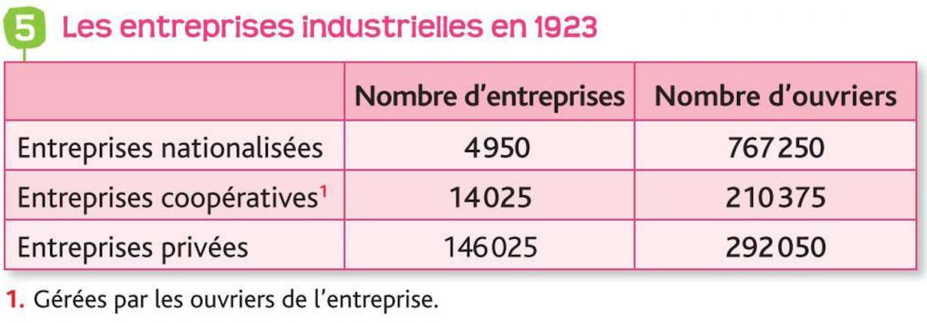 5 Les entreprises industrielles en 1923
Nombre d'entreprises Nombre d'ouvriers
Entreprises nationalisées 4950 767250
Entreprises coopératives¹ 14025 210375
Entreprises privées 146025 292050
1. Gérées par les ouvriers de l'entreprise.